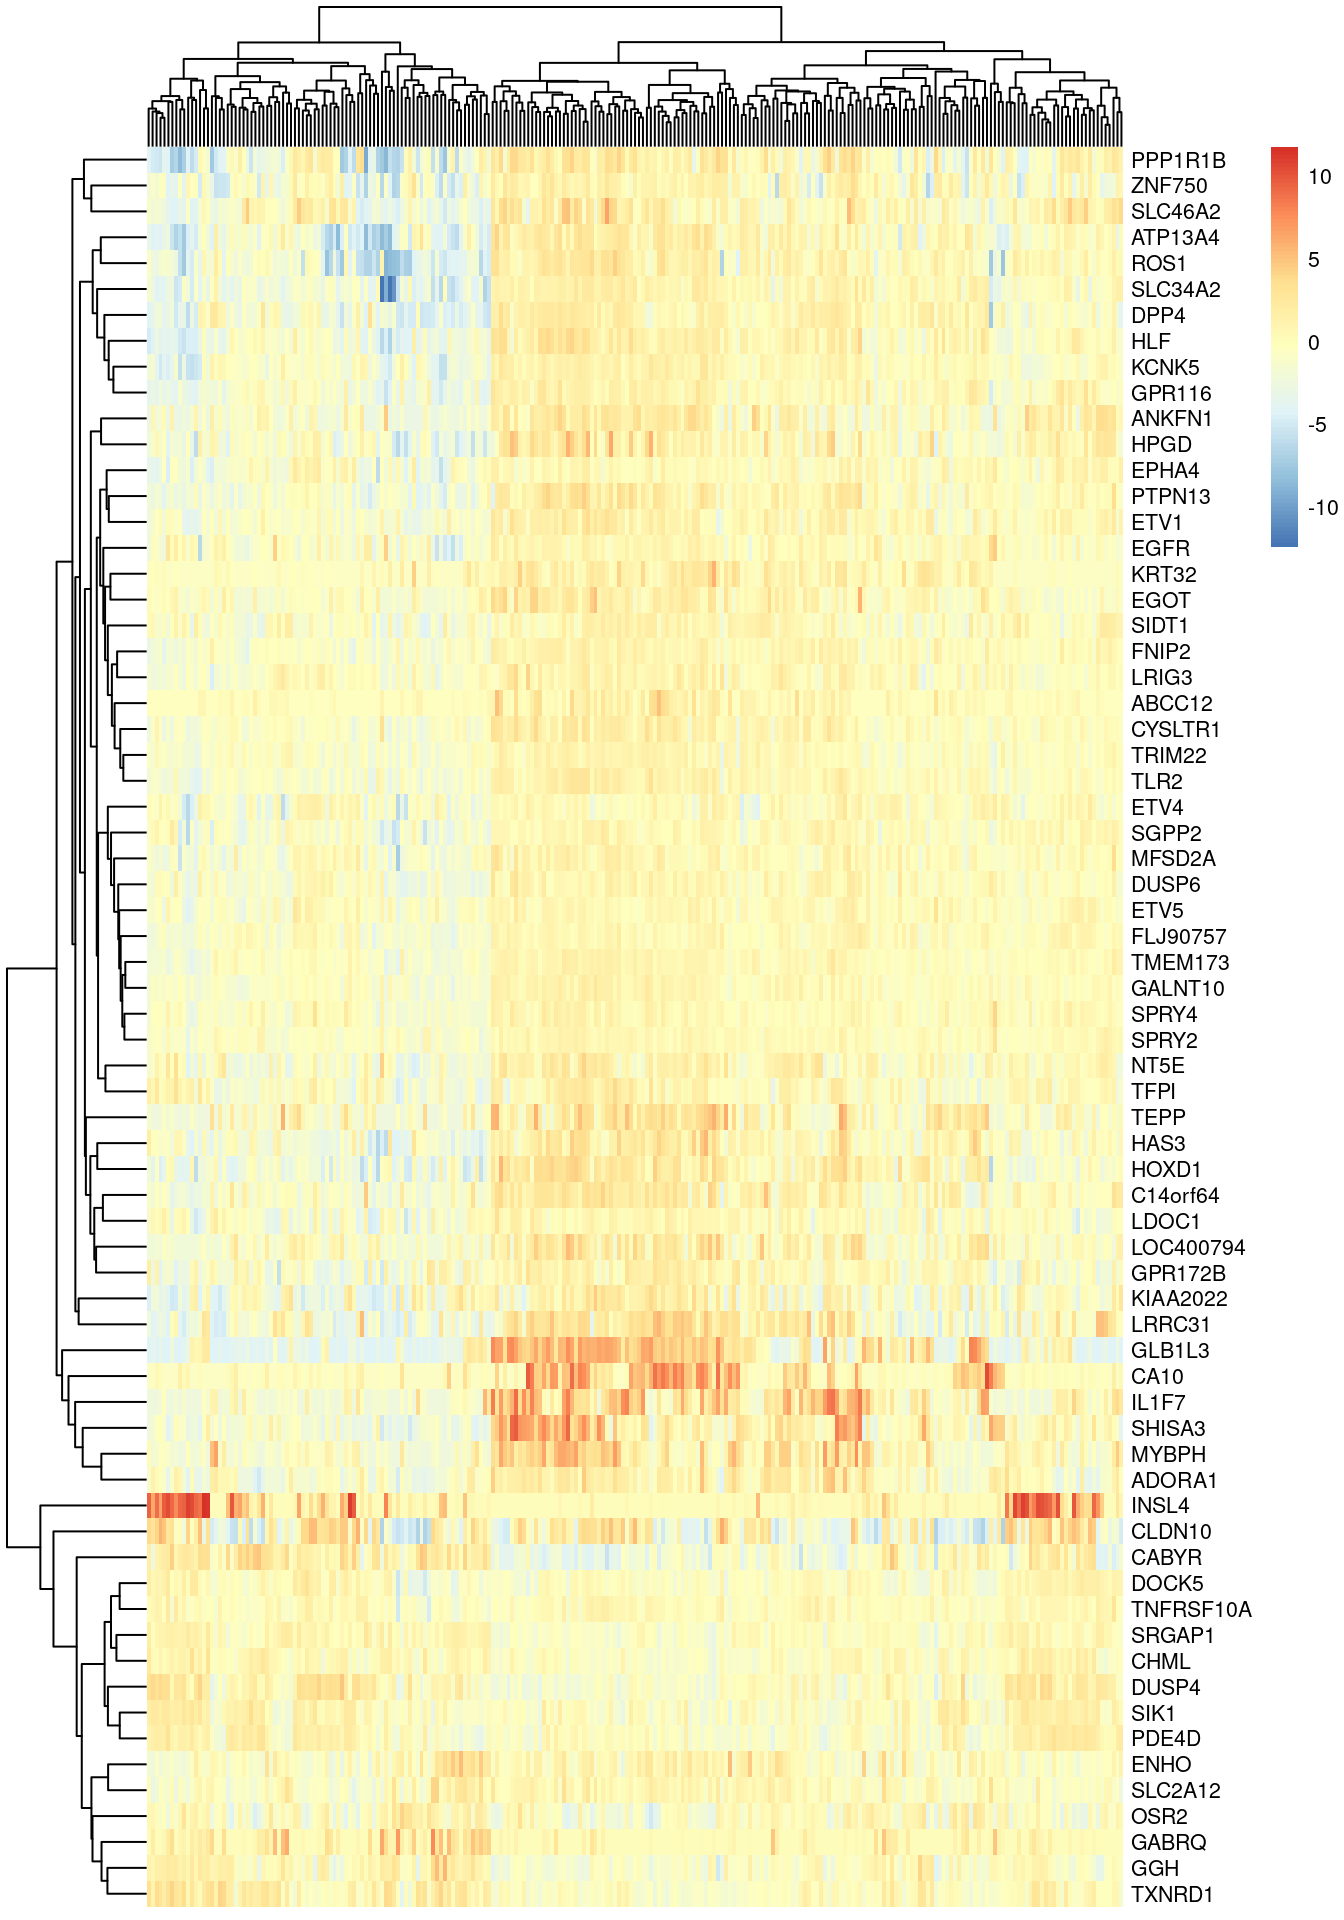 PPP1R1B
ZNF750
SLC46A2
ATP13A4
ROS1
SLC34A2
DPP4
HLF
KCNK5
GPR116
ANKFN1
HPGD
EPHA4
PTPN13
ETV1
EGFR
KRT32
EGOT
SIDT1
FNIP2
LRIG3
ABCC12
CYSLTR1
TRIM22
TLR2
ETV4
SGPP2
MFSD2A
DUSP6
ETV5
FLJ90757
TMEM173
GALNT10
SPRY4
SPRY2
NT5E
TFPI
TEPP
HAS3
HOXD1
C14orf64
LDOC1
LOC400794
GPR172B
KIAA2022
LRRC31
GLB1L3
CA10
IL1F7
SHISA3
MYBPH
ADORA1
INSL4
CLDN10
CABYR
DOCK5
TNFRSF10A
SRGAP1
CHML
DUSP4
SIK1
PDE4D
ENHO
SLC2A12
OSR2
GABRQ
GGH
TXNRD1
10
5
0
-5
-10